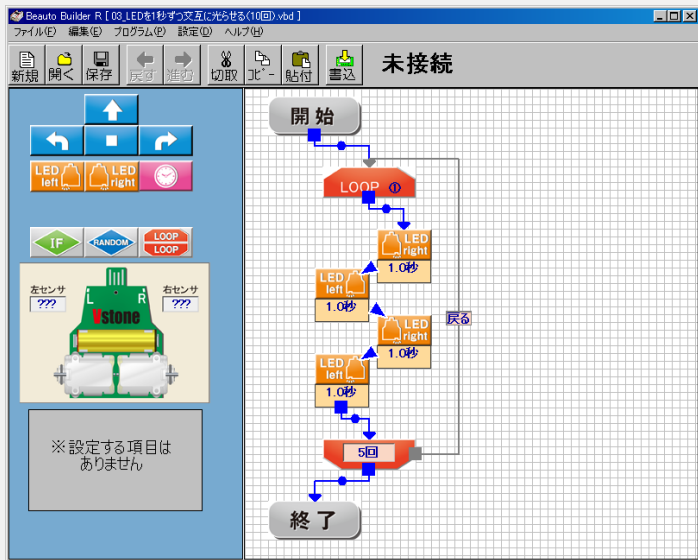 Beauto Builder R [ 03_LEDを1秒ずつ交互に光らせる(10回).vbd ]
ファイル(F) 編集(E) プログラム(P) 設定(D) ヘルプ(H)
新規 開く 保存 戻す 進む 切取 コピー 貼付 書込 未接続
LED left LED right
IF RANDOM LOOP LOOP
左センサ ??? 右センサ ???
L R
Vstone
※設定する項目は
ありません
開始
LOOP ①
LED right
1.0秒
LED left
1.0秒
LED right
1.0秒
戻る
LED left
1.0秒
5回
終了